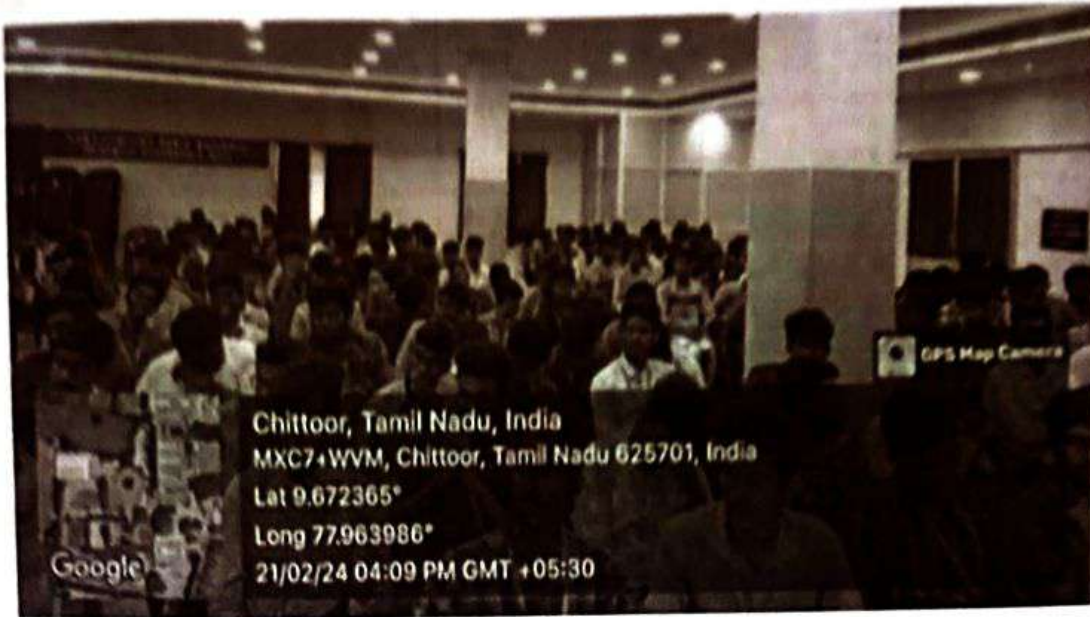 GPS Map Camera
Chittoor, Tamil Nadu, India
MXC7+WVM, Chittoor, Tamil Nadu 625701, India
Lat 9.672365°
Long 77.963986°
21/02/24 04:09 PM GMT +05:30
Google